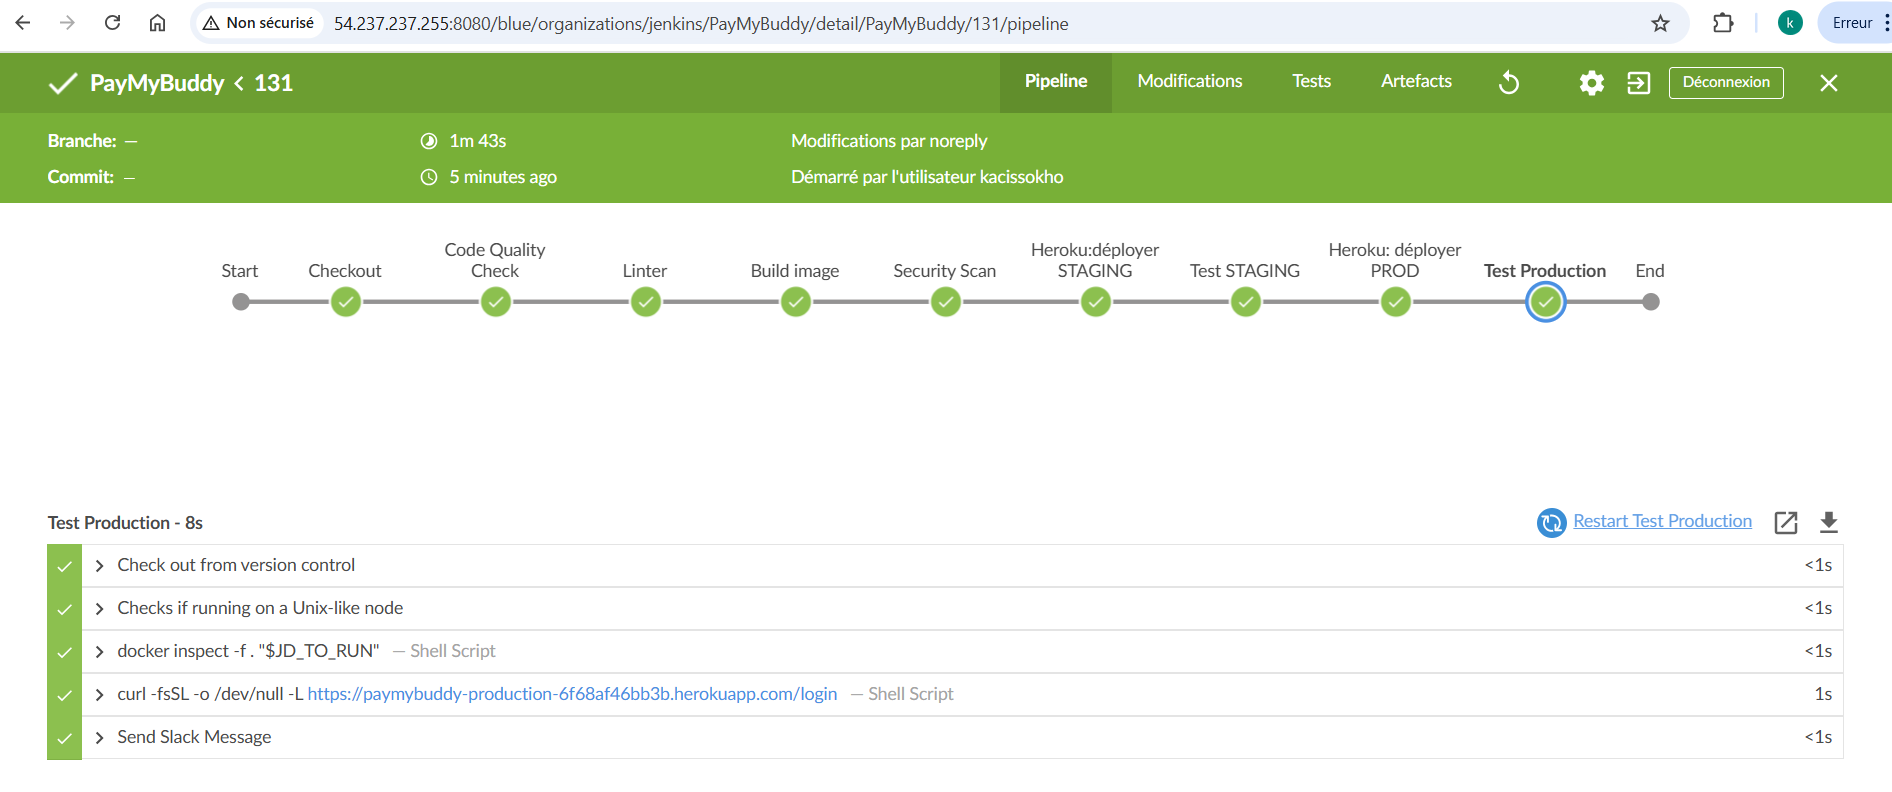 Non sécurisé 54.237.237.255:8080/blue/organizations/jenkins/PayMyBuddy/detail/PayMyBuddy/131/pipeline k Erreur
PayMyBuddy < 131 Pipeline Modifications Tests Artefacts Déconnexion
Branche: — 1m 43s Modifications par noreply
Commit: — 5 minutes ago Démarré par l'utilisateur kacissokho
Start
Checkout
Code Quality
Check
Linter
Build image
Security Scan
Heroku:déployer
STAGING
Test STAGING
Heroku: déployer
PROD
Test Production
End
Test Production - 8s Restart Test Production
Check out from version control <1s
Checks if running on a Unix-like node <1s
docker inspect -f . "$JD_TO_RUN" — Shell Script <1s
curl -fsSL -o /dev/null -L https://paymybuddy-production-6f68af46bb3b.herokuapp.com/login — Shell Script 1s
Send Slack Message <1s